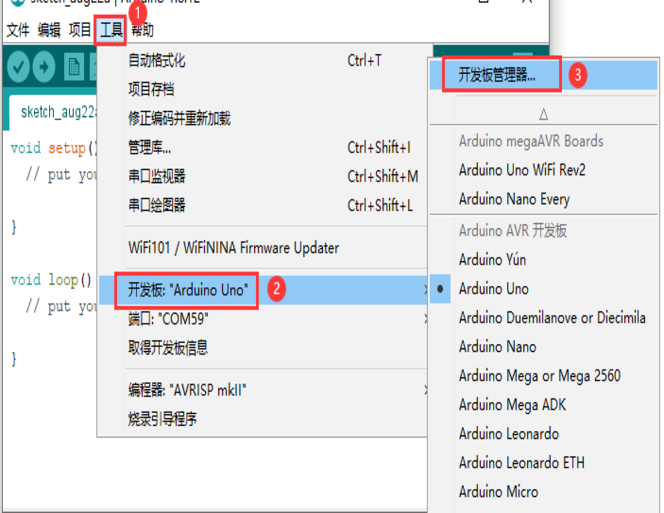 文件 编辑 项目 工具 帮助
1
自动格式化 Ctrl+T
项目存档
修正编码并重新加载
管理库... Ctrl+Shift+I
串口监视器 Ctrl+Shift+M
串口绘图器 Ctrl+Shift+L
WiFi101 / WiFiNINA Firmware Updater
开发板: "Arduino Uno"
2
端口: "COM59"
取得开发板信息
编程器: "AVRISP mkII"
烧录引导程序
sketch_aug22a
void setup()
// put you
}
void loop()
// put you
}
开发板管理器...
3
△
Arduino megaAVR Boards
Arduino Uno WiFi Rev2
Arduino Nano Every
Arduino AVR 开发板
Arduino Yún
Arduino Uno
Arduino Duemilanove or Diecimila
Arduino Nano
Arduino Mega or Mega 2560
Arduino Mega ADK
Arduino Leonardo
Arduino Leonardo ETH
Arduino Micro